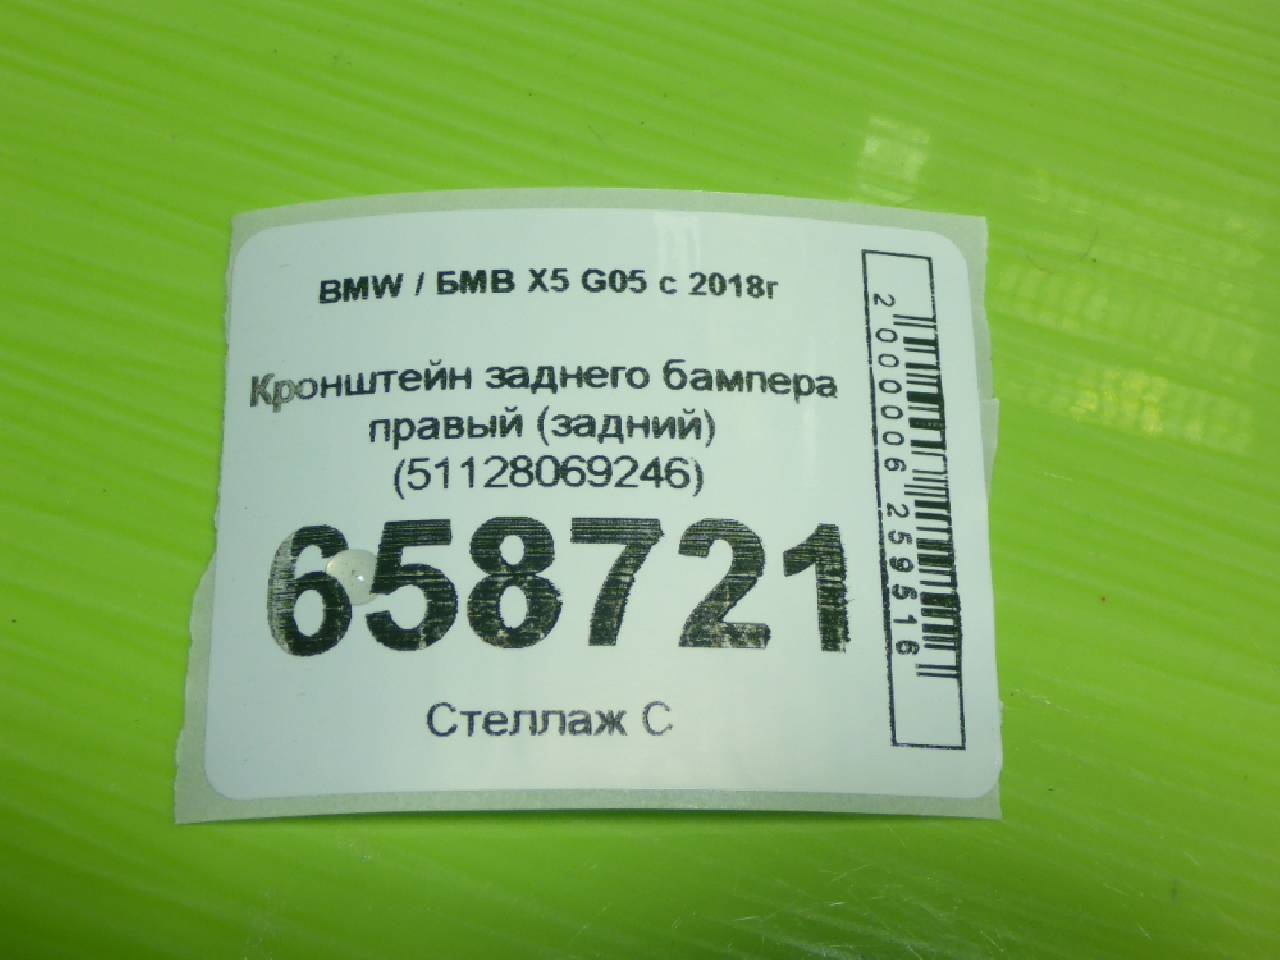 BMW / БМВ X5 G05 с 2018г
Кронштейн заднего бампера
правый (задний)
(51128069246)
658721
Стеллаж С
2000006259516